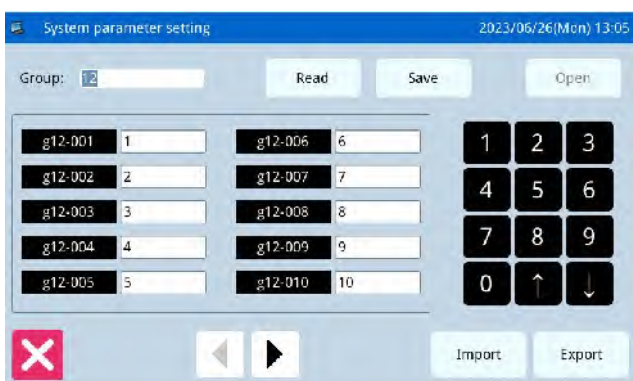 System parameter setting 2023/06/26(Mon) 13:05
Group: 12 Read Save Open
g12-001 1 g12-006 6 1 2 3
g12-002 2 g12-007 7
g12-003 3 g12-008 8 4 5 6
g12-004 4 g12-009 9 7 8 9
g12-005 5 g12-010 10 0 ↑ ↓
Import Export